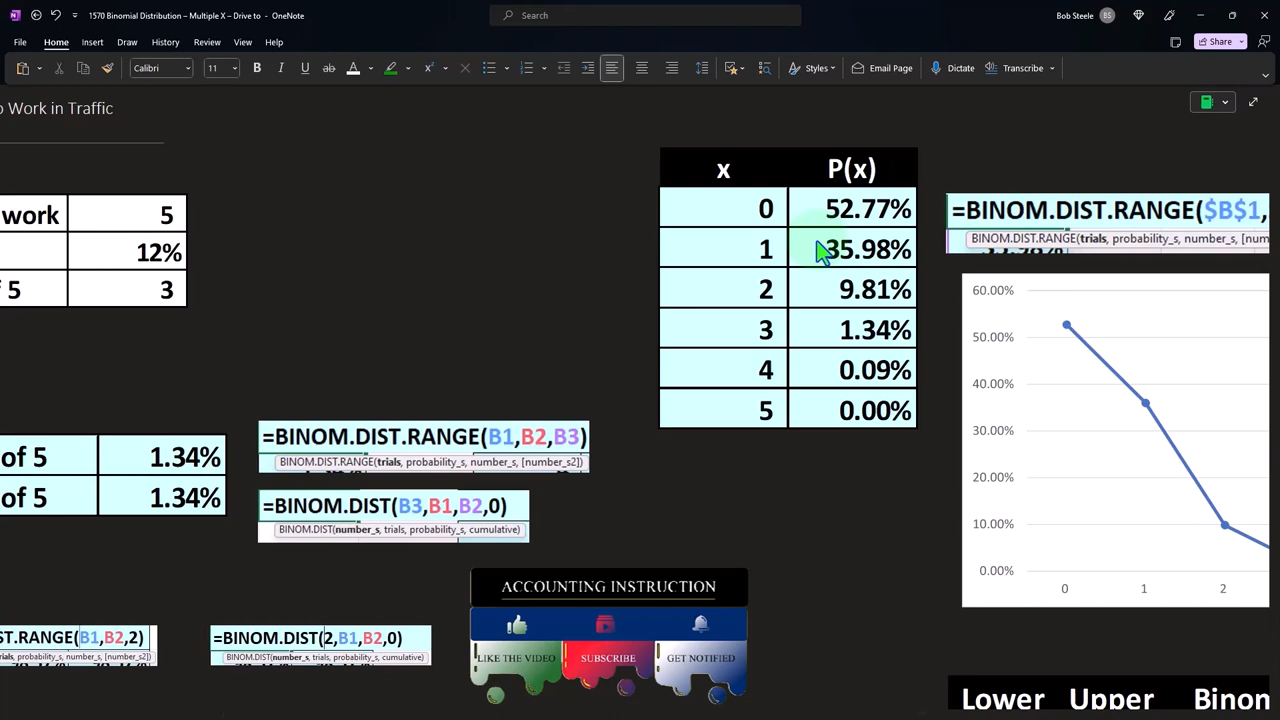 1570 Binomial Distribution – Multiple X – Drive to - OneNote
Search
Bob Steele
BS
File Home Insert Draw History Review View Help
Share
Calibri 11
Styles
Email Page
Dictate
Transcribe
Work in Traffic
work 5
12%
5 3
x P(x)
0 52.77%
1 35.98%
2 9.81%
3 1.34%
4 0.09%
5 0.00%
=BINOM.DIST.RANGE($B$1,
BINOM.DIST.RANGE(trials, probability_s, number_s, [num
60.00%
50.00%
40.00%
30.00%
20.00%
10.00%
0.00%
0 1 2
=BINOM.DIST.RANGE(B1,B2,B3)
BINOM.DIST.RANGE(trials, probability_s, number_s, [number_s2])
of 5 1.34%
of 5 1.34%
=BINOM.DIST(B3,B1,B2,0)
BINOM.DIST(number_s, trials, probability_s, cumulative)
ST.RANGE(B1,B2,2)
ials, probability_s, number_s, [number_s2])
=BINOM.DIST(2,B1,B2,0)
BINOM.DIST(number_s, trials, probability_s, cumulative)
ACCOUNTING INSTRUCTION
LIKE THE VIDEO
SUBSCRIBE
GET NOTIFIED
Lower Upper Binon